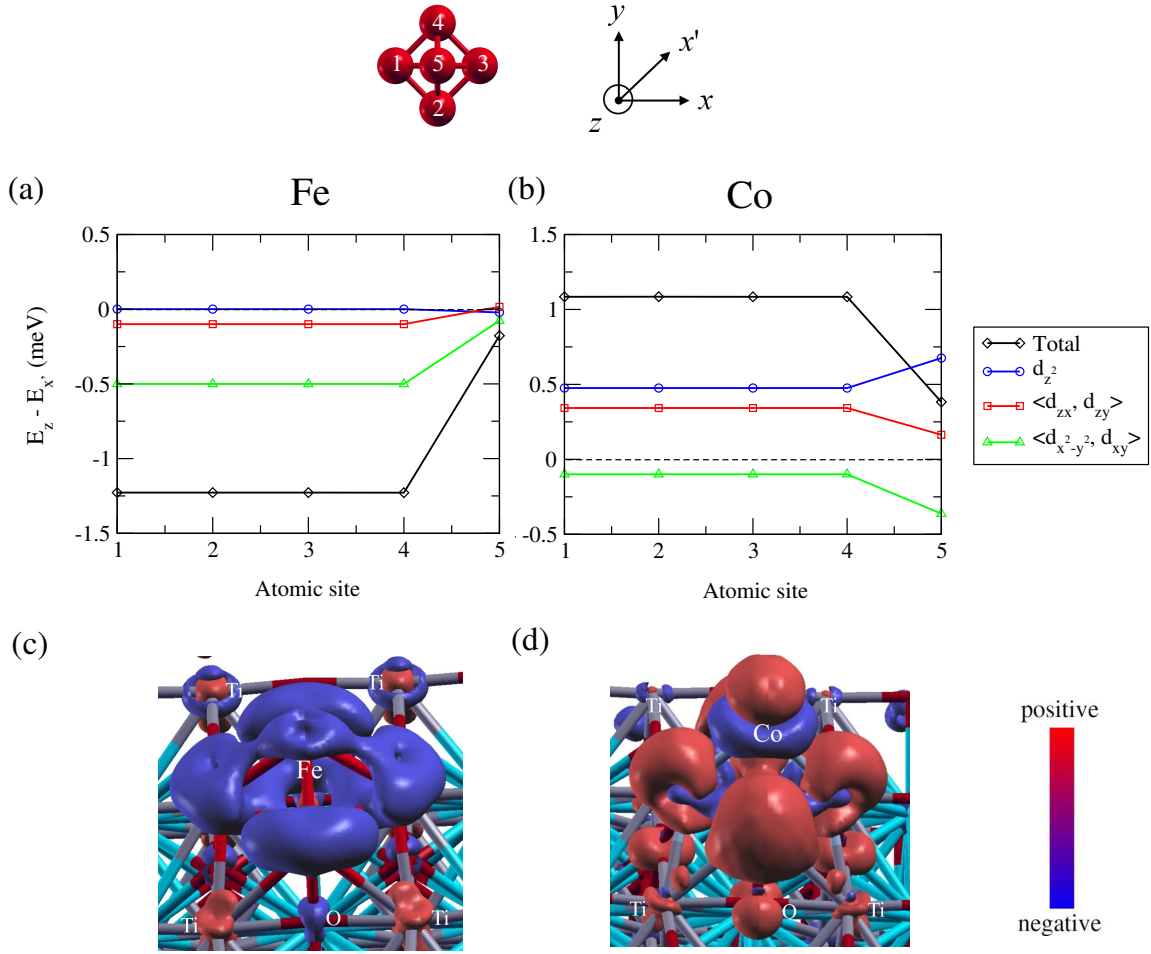 4
1 5 3
2
y
x'
z
x
(a)
Fe
(b)
Co
E_z - E_x' (meV)
0.5
0
-0.5
-1
-1.5
1 2 3 4 5
Atomic site
1.5
1
0.5
0
-0.5
1 2 3 4 5
Atomic site
Total
d_z²
<d_zx, d_zy>
<d_x²-y², d_xy>
(c)
Ti
Ti
Fe
Ti
O
Ti
(d)
Ti
Ti
Co
O
Ti
positive
negative